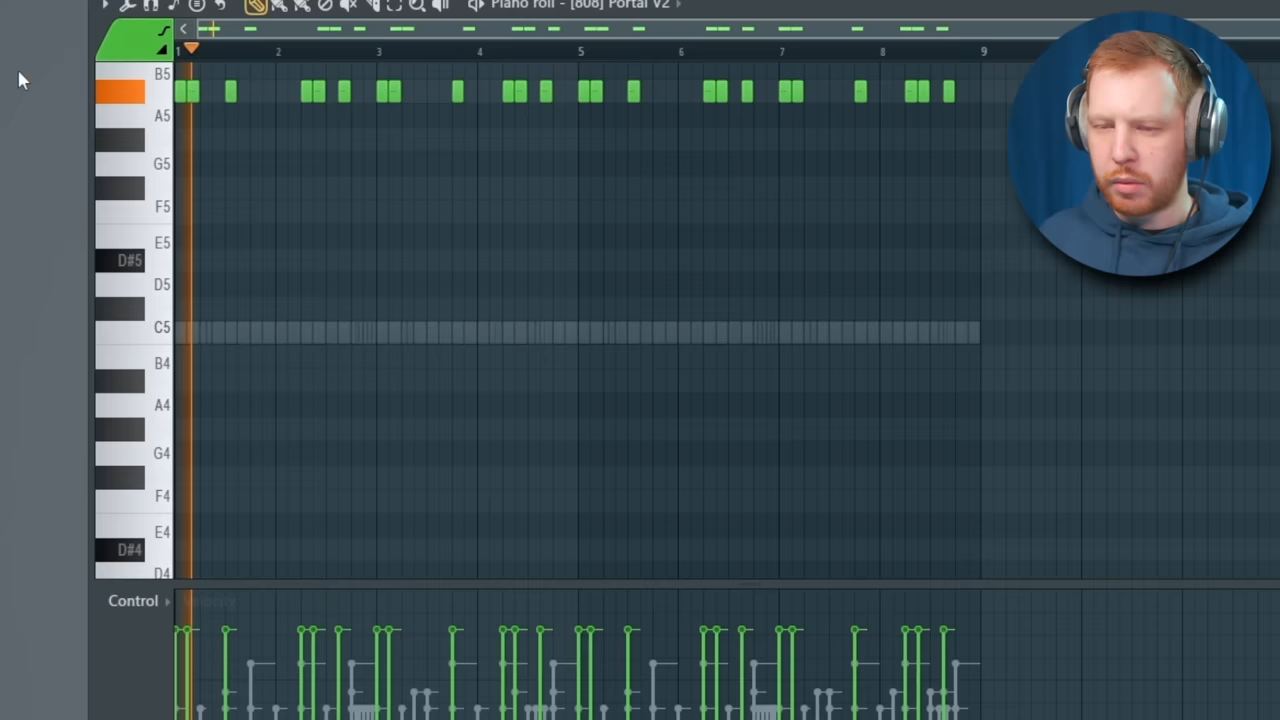 Piano roll - [808] Portal V2
1 2 3 4 5 6 7 8 9
B5
A5
G5
F5
E5
D#5
D5
C5
B4
A4
G4
F4
E4
D#4
D4
Control
Velocity